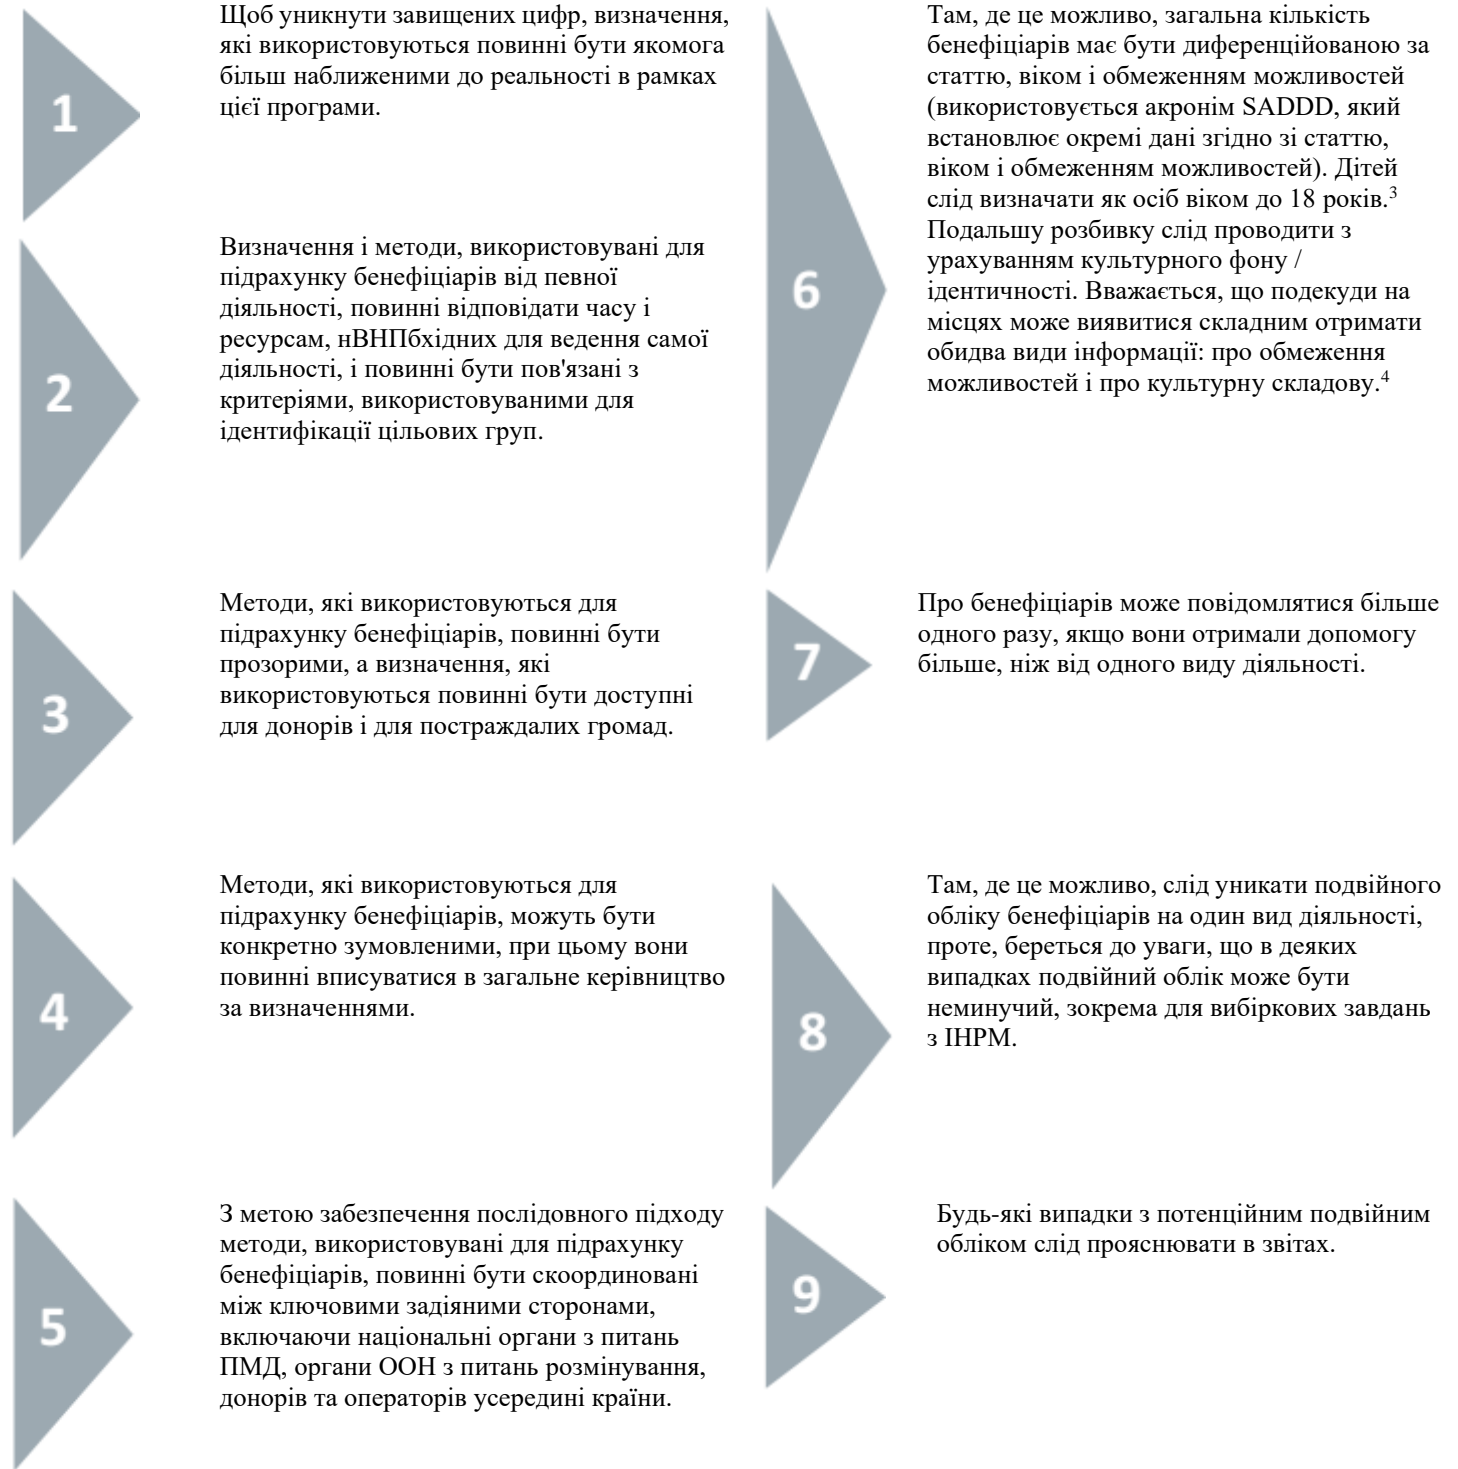 1
Щоб уникнути завищених цифр, визначення,
які використовуються повинні бути якомога
більш наближеними до реальності в рамках
цієї програми.
2
Визначення і методи, використовувані для
підрахунку бенефіціарів від певної
діяльності, повинні відповідати часу і
ресурсам, нВНПбхідних для ведення самої
діяльності, і повинні бути пов'язані з
критеріями, використовуваними для
ідентифікації цільових груп.
3
Методи, які використовуються для
підрахунку бенефіціарів, повинні бути
прозорими, а визначення, які
використовуються повинні бути доступні
для донорів і для постраждалих громад.
4
Методи, які використовуються для
підрахунку бенефіціарів, можуть бути
конкретно зумовленими, при цьому вони
повинні вписуватися в загальне керівництво
за визначеннями.
5
З метою забезпечення послідовного підходу
методи, використовувані для підрахунку
бенефіціарів, повинні бути скоординовані
між ключовими задіяними сторонами,
включаючи національні органи з питань
ПМД, органи ООН з питань розмінування,
донорів та операторів усередині країни.
6
Там, де це можливо, загальна кількість
бенефіціарів має бути диференційованою за
статтю, віком і обмеженням можливостей
(використовується акронім SADDD, який
встановлює окремі дані згідно зі статтю,
віком і обмеженням можливостей). Дітей
слід визначати як осіб віком до 18 років.³
Подальшу розбивку слід проводити з
урахуванням культурного фону /
ідентичності. Вважається, що подекуди на
місцях може виявитися складним отримати
обидва види інформації: про обмеження
можливостей і про культурну складову.⁴
7
Про бенефіціарів може повідомлятися більше
одного разу, якщо вони отримали допомогу
більше, ніж від одного виду діяльності.
8
Там, де це можливо, слід уникати подвійного
обліку бенефіціарів на один вид діяльності,
проте, береться до уваги, що в деяких
випадках подвійний облік може бути
неминучий, зокрема для вибіркових завдань
з ІНРМ.
9
Будь-які випадки з потенційним подвійним
обліком слід прояснювати в звітах.